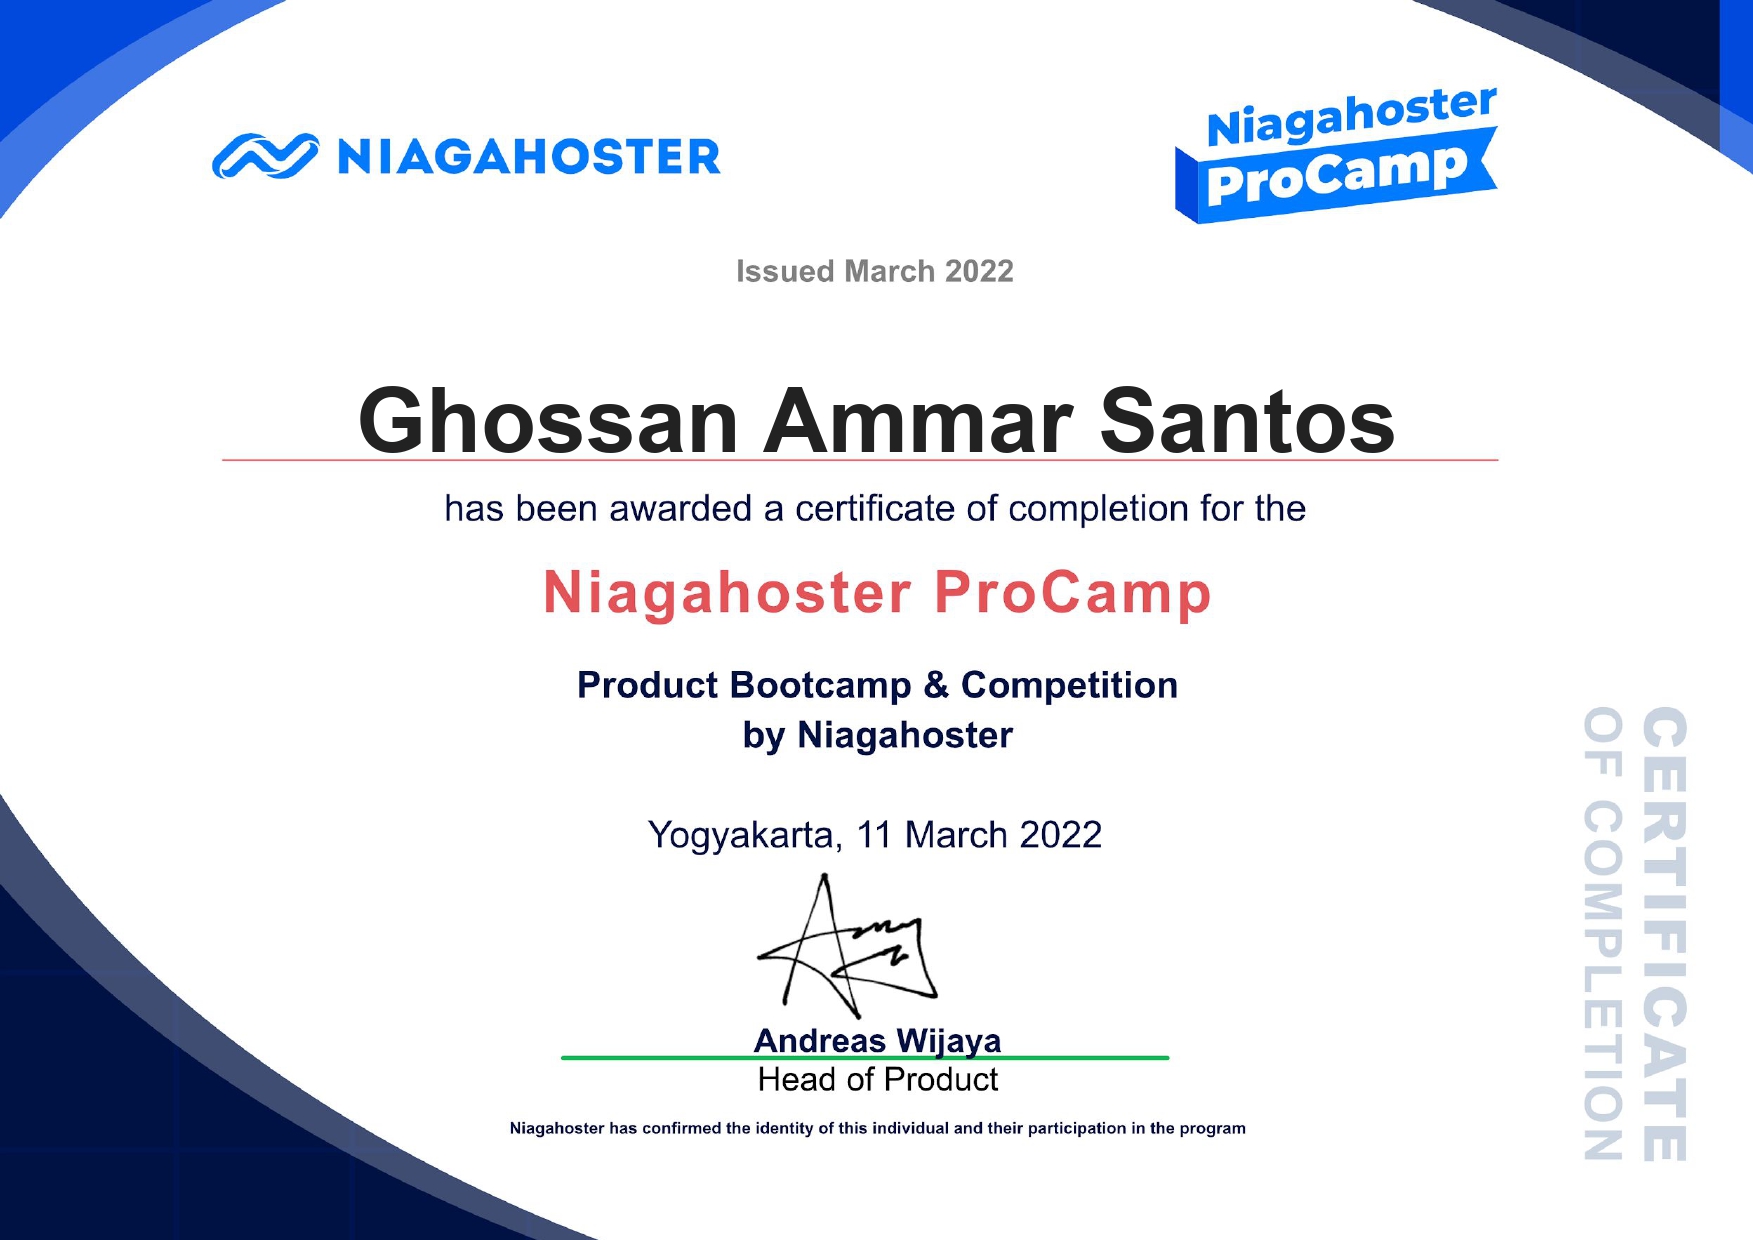 NIAGAHOSTER
Niagahoster
ProCamp
Issued March 2022
Ghossan Ammar Santos
has been awarded a certificate of completion for the
Niagahoster ProCamp
Product Bootcamp & Competition
by Niagahoster
Yogyakarta, 11 March 2022
Andreas Wijaya
Head of Product
Niagahoster has confirmed the identity of this individual and their participation in the program
CERTIFICATE
OF COMPLETION